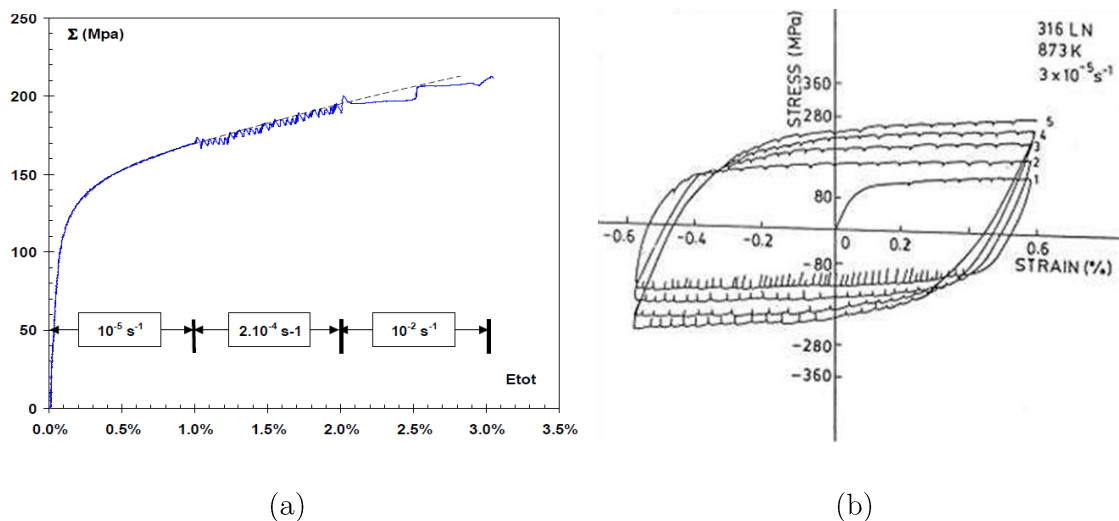 250
Σ (Mpa)
200
150
100
50
0
10⁻⁵ s⁻¹
2.10⁻⁴ s-1
10⁻² s⁻¹
Etot
0.0%
0.5%
1.0%
1.5%
2.0%
2.5%
3.0%
3.5%
(a)
316 LN
873 K
3 ×10⁻⁵s⁻¹
STRESS (MPa)
360
280
80
5
4
3
2
1
-0.6
-0.4
-0.2
0
0.2
0.6
STRAIN (%)
-80
-280
-360
(b)